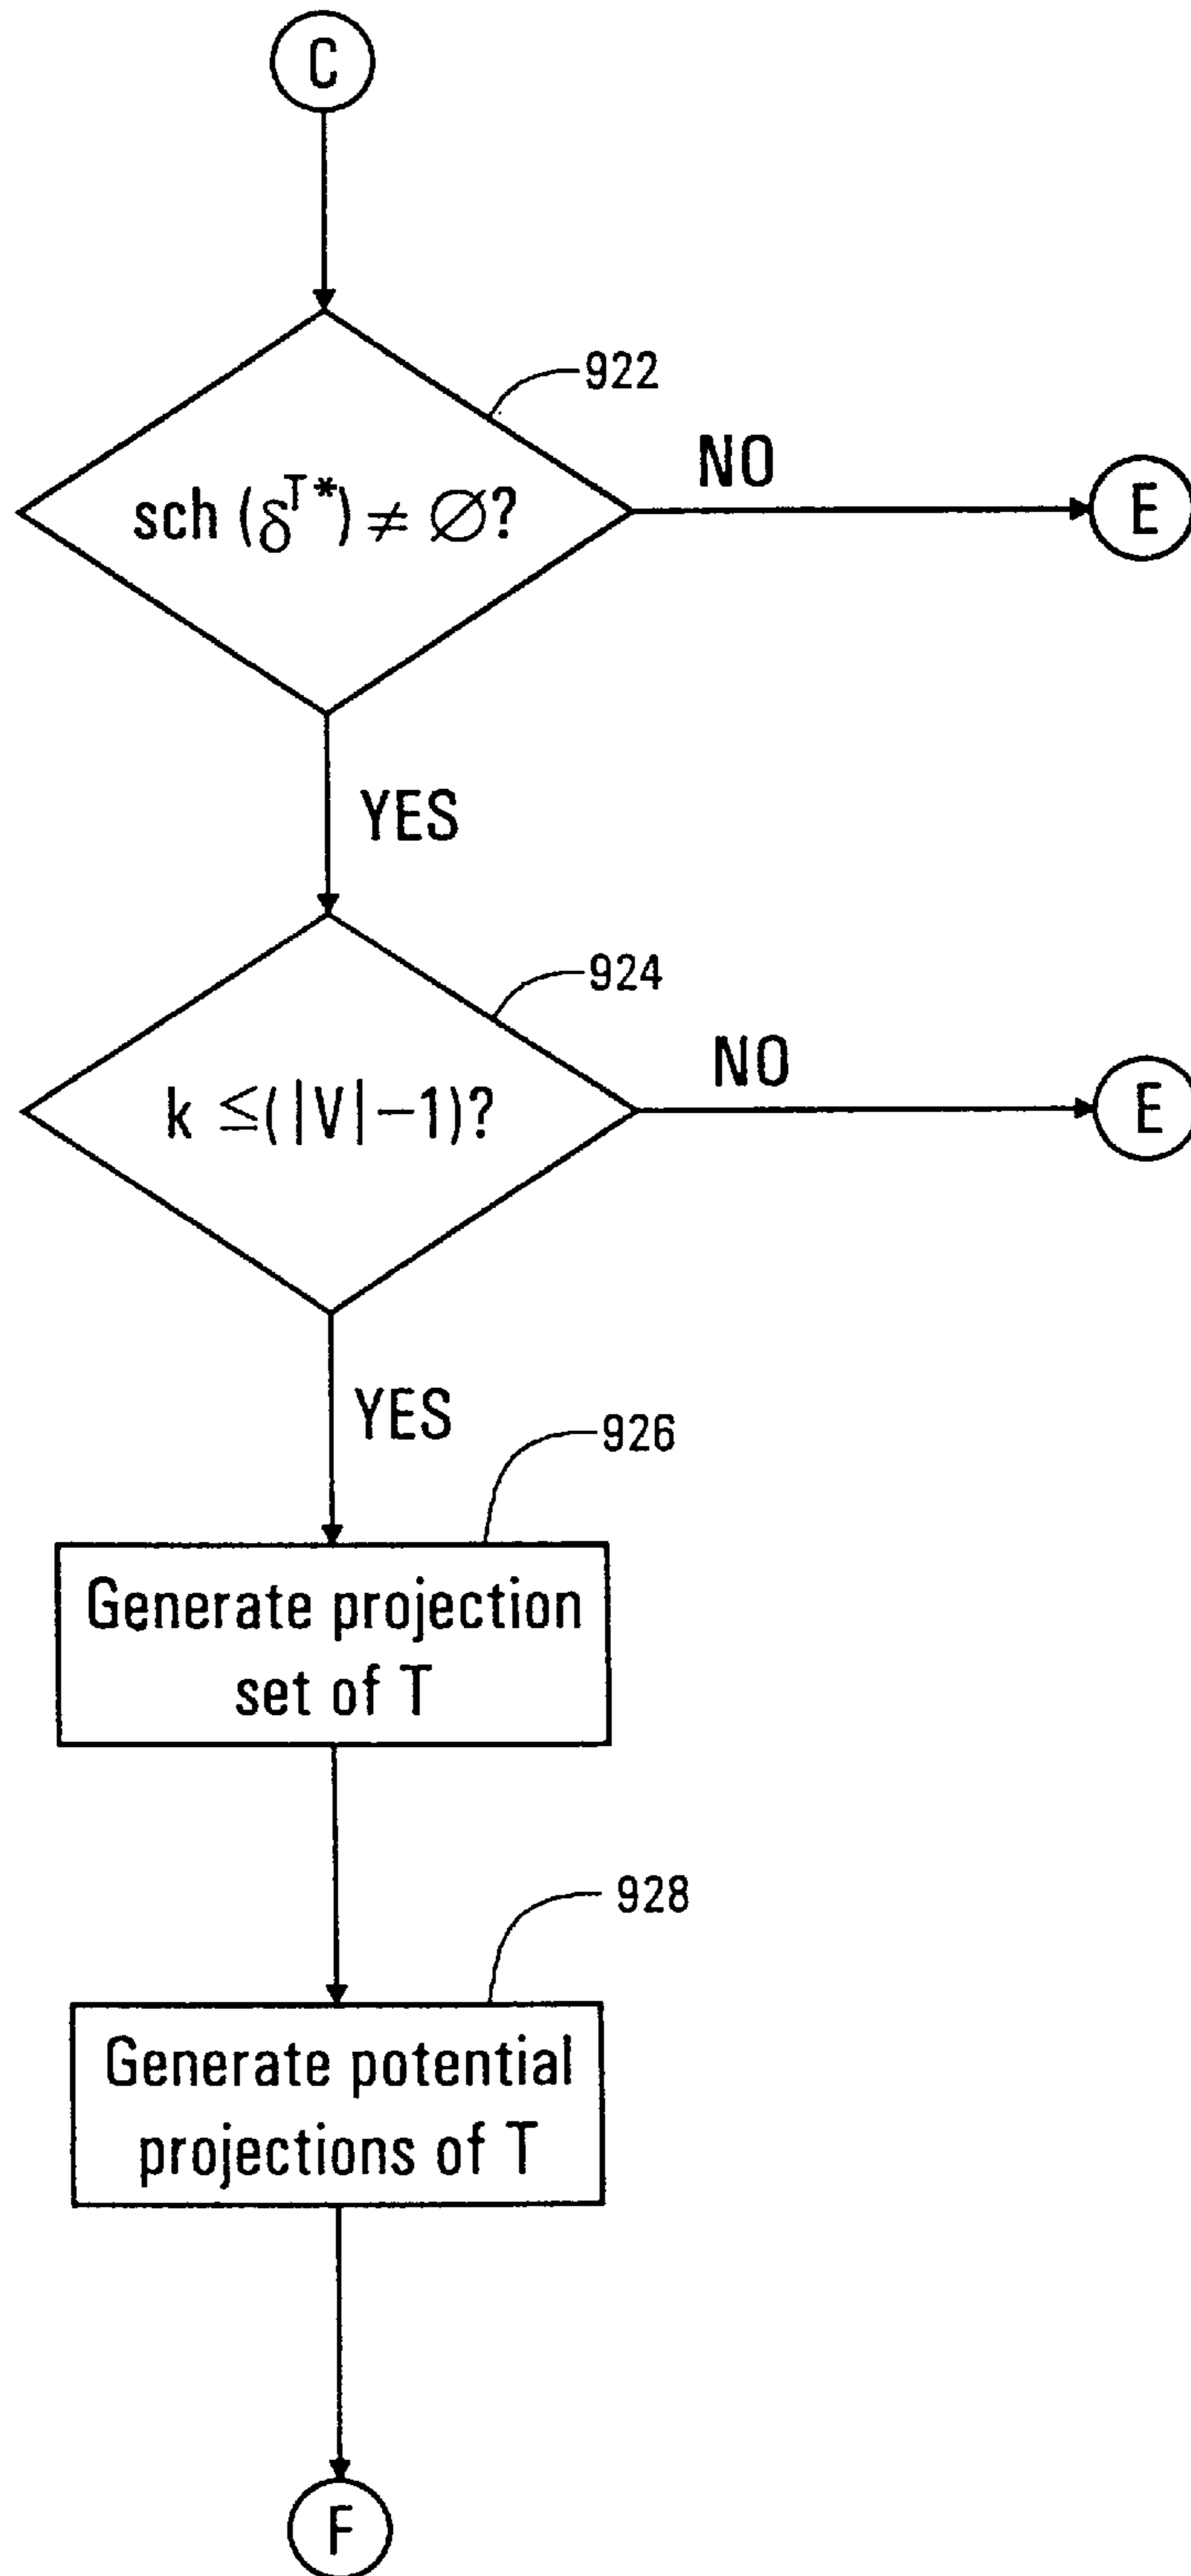 C
922
sch (δ^T*) ≠ ∅?
NO
E
YES
924
k ≤(|V|−1)?
NO
E
YES
926
Generate projection
set of T
928
Generate potential
projections of T
F